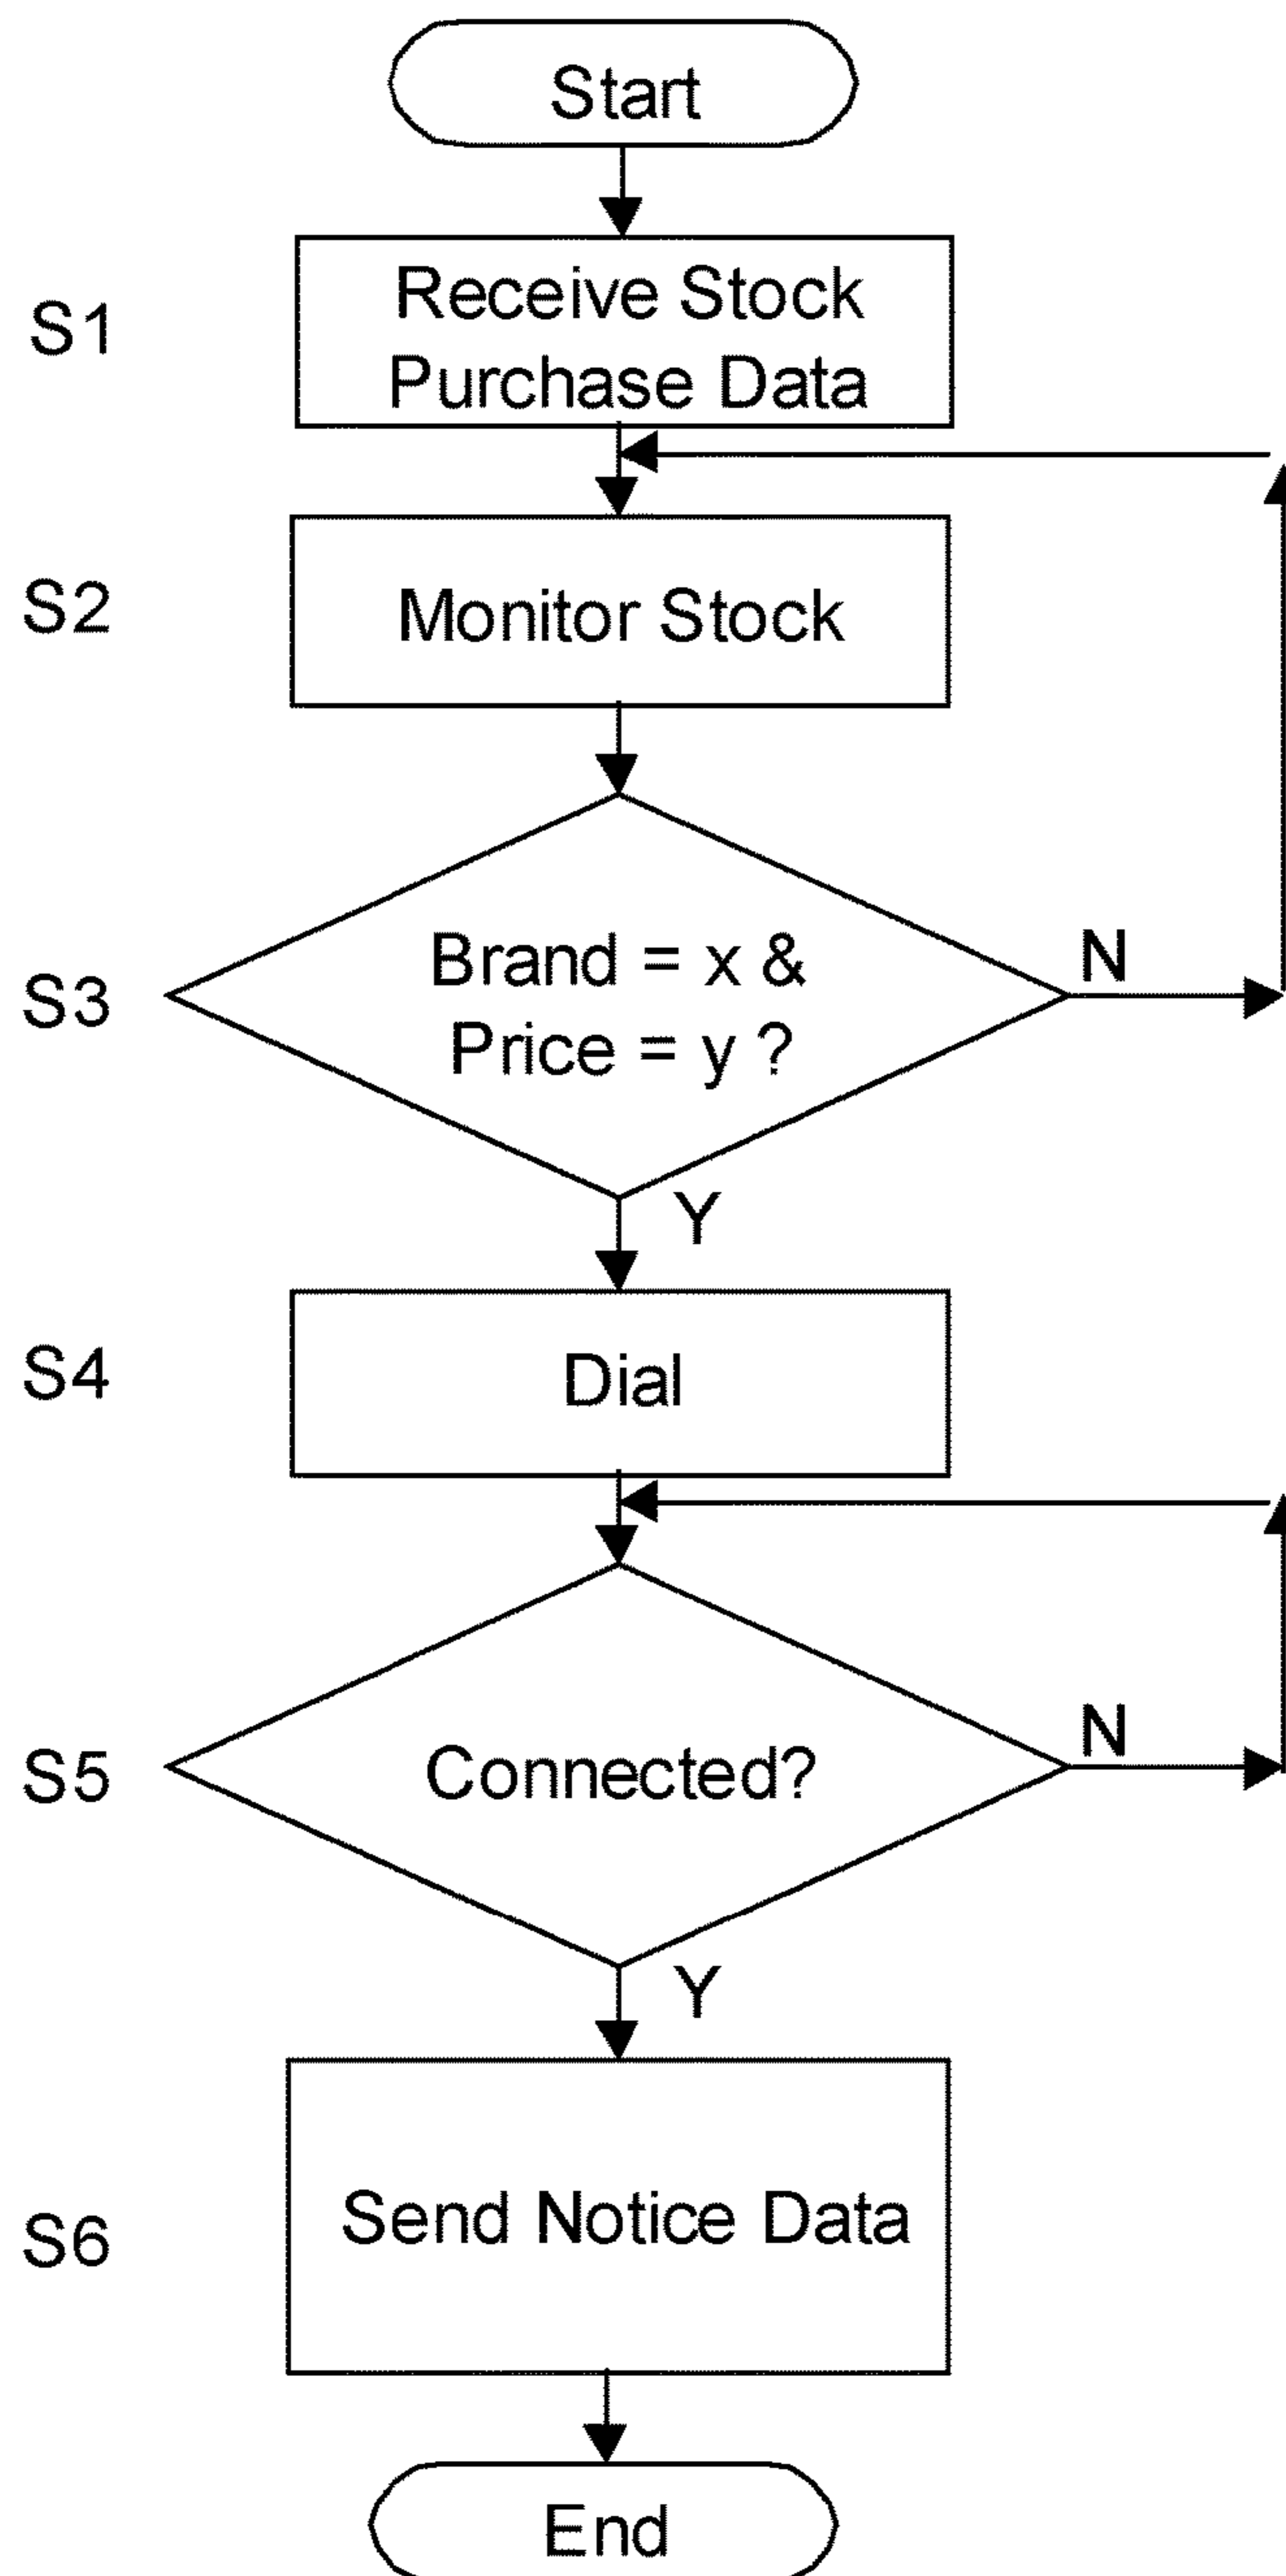 Start
S1
Receive Stock
Purchase Data
S2
Monitor Stock
S3
Brand = x &
Price = y ?
N
Y
S4
Dial
S5
Connected?
N
Y
S6
Send Notice Data
End